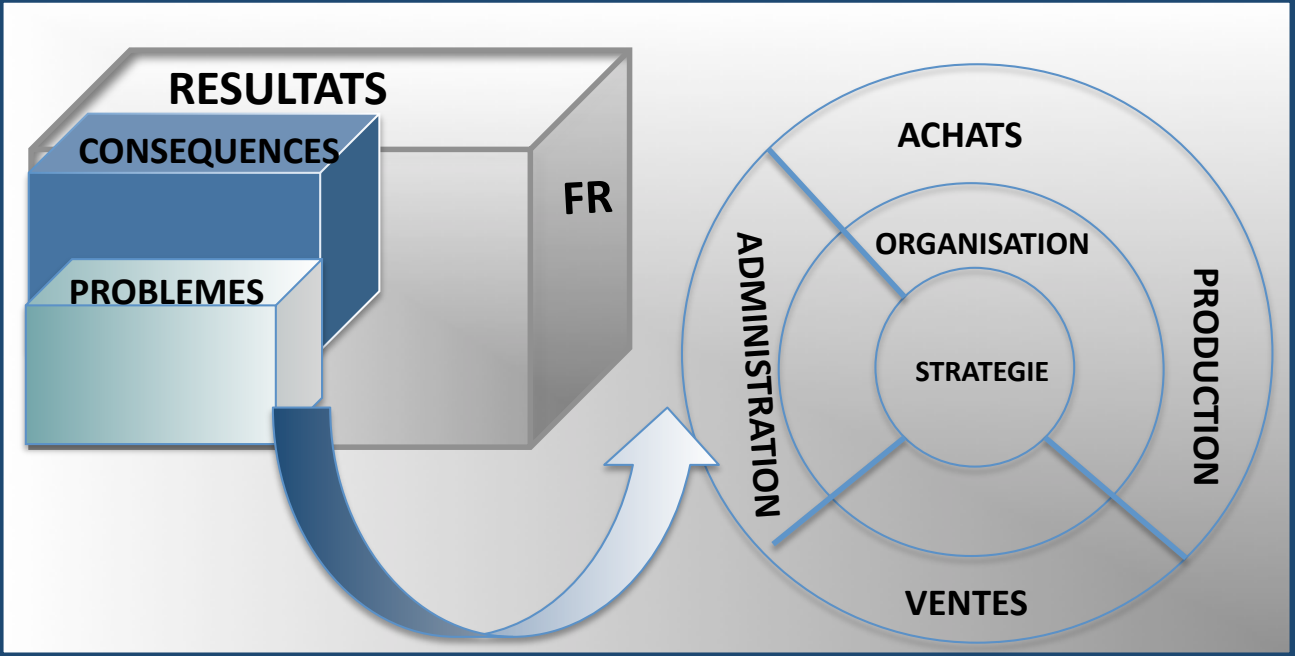 RESULTATS
CONSEQUENCES
PROBLEMES
FR
ACHATS
ORGANISATION
STRATEGIE
ADMINISTRATION
PRODUCTION
VENTES